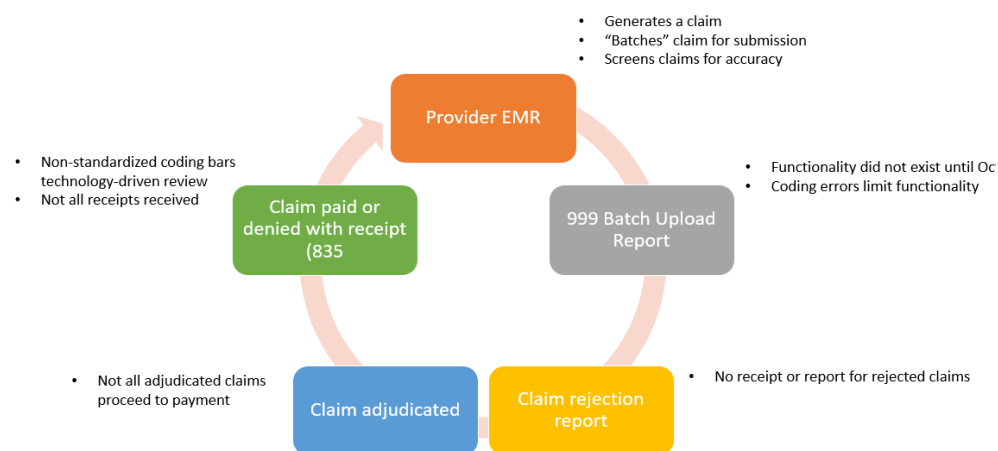 • Generates a claim
• “Batches” claim for submission
• Screens claims for accuracy
Provider EMR
• Functionality did not exist until Oct
• Coding errors limit functionality
999 Batch Upload
Report
• No receipt or report for rejected claims
Claim rejection
report
Claim adjudicated
• Not all adjudicated claims
proceed to payment
Claim paid or
denied with receipt
(835
• Non-standardized coding bars
technology-driven review
• Not all receipts received